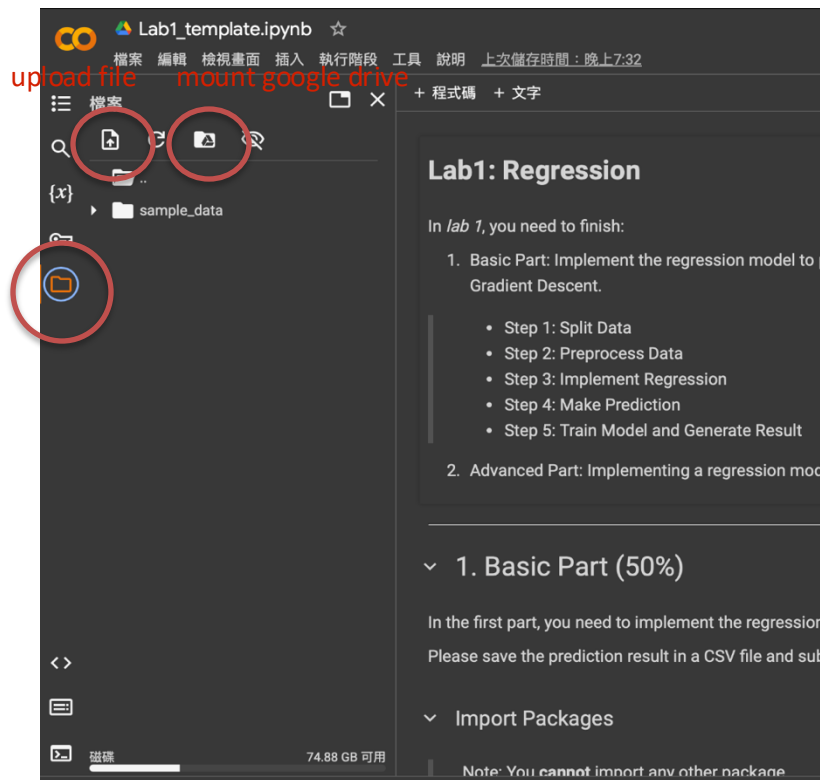 Lab1_template.ipynb
檔案 編輯 檢視畫面 插入 執行階段 工具 說明 上次儲存時間：晚上7:32
upload file mount google drive
檔案
+ 程式碼 + 文字
{x}
..
sample_data
Lab1: Regression
In lab 1, you need to finish:
1. Basic Part: Implement the regression model to
Gradient Descent.
• Step 1: Split Data
• Step 2: Preprocess Data
• Step 3: Implement Regression
• Step 4: Make Prediction
• Step 5: Train Model and Generate Result
2. Advanced Part: Implementing a regression
1. Basic Part (50%)
In the first part, you need to implement the regression
Please save the prediction result in a CSV file and
Import Packages
Note: You cannot import any other package
磁碟 74.88 GB 可用